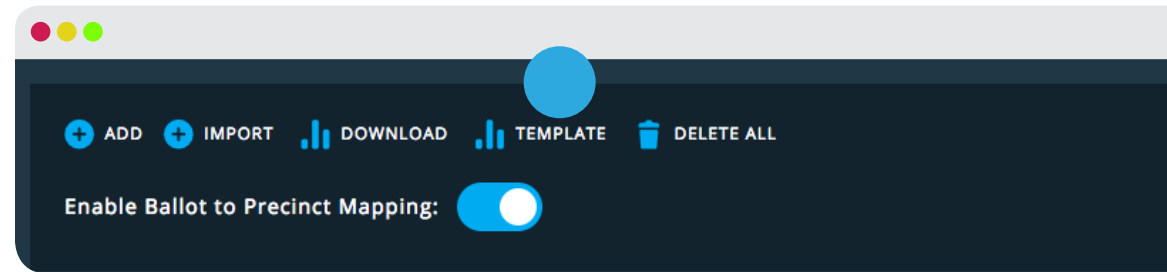 ADD IMPORT DOWNLOAD TEMPLATE DELETE ALL
Enable Ballot to Precinct Mapping: